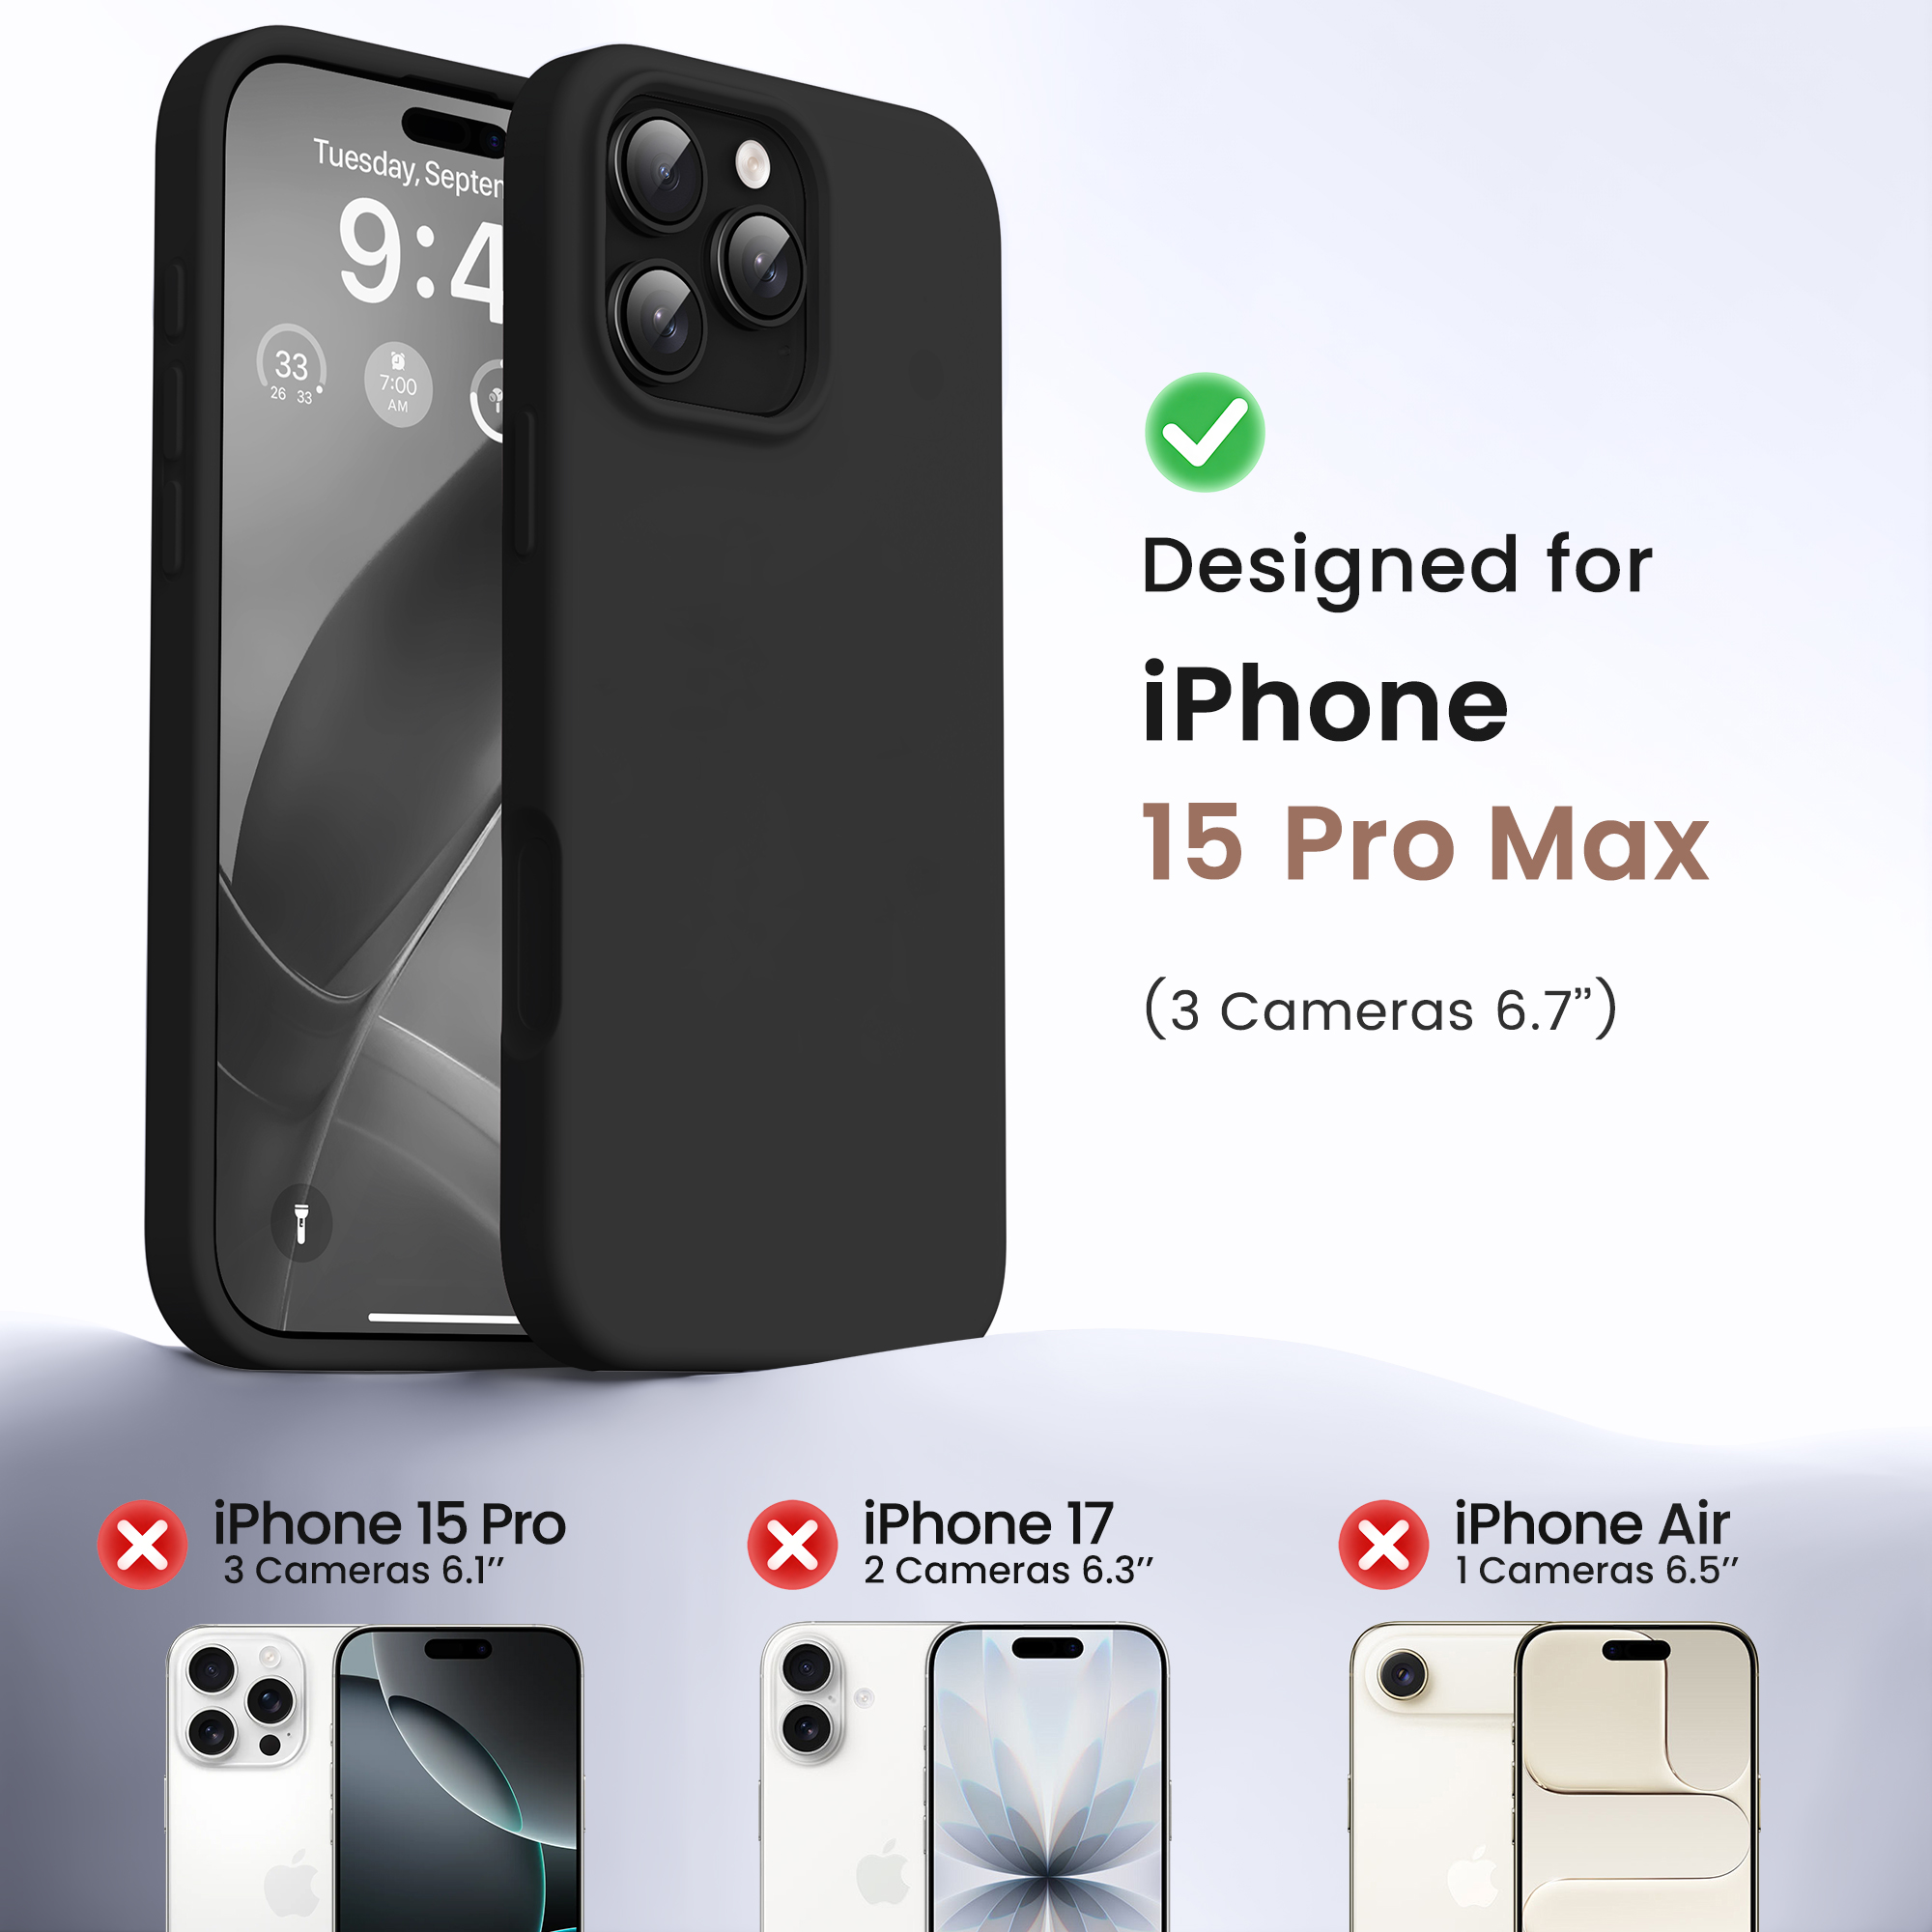 Tuesday, Septem
9:4
33
26 33
7:00
AM
Designed for
iPhone
15 Pro Max
(3 Cameras 6.7”)
iPhone 15 Pro
3 Cameras 6.1’’
iPhone 17
2 Cameras 6.3’’
iPhone Air
1 Cameras 6.5’’